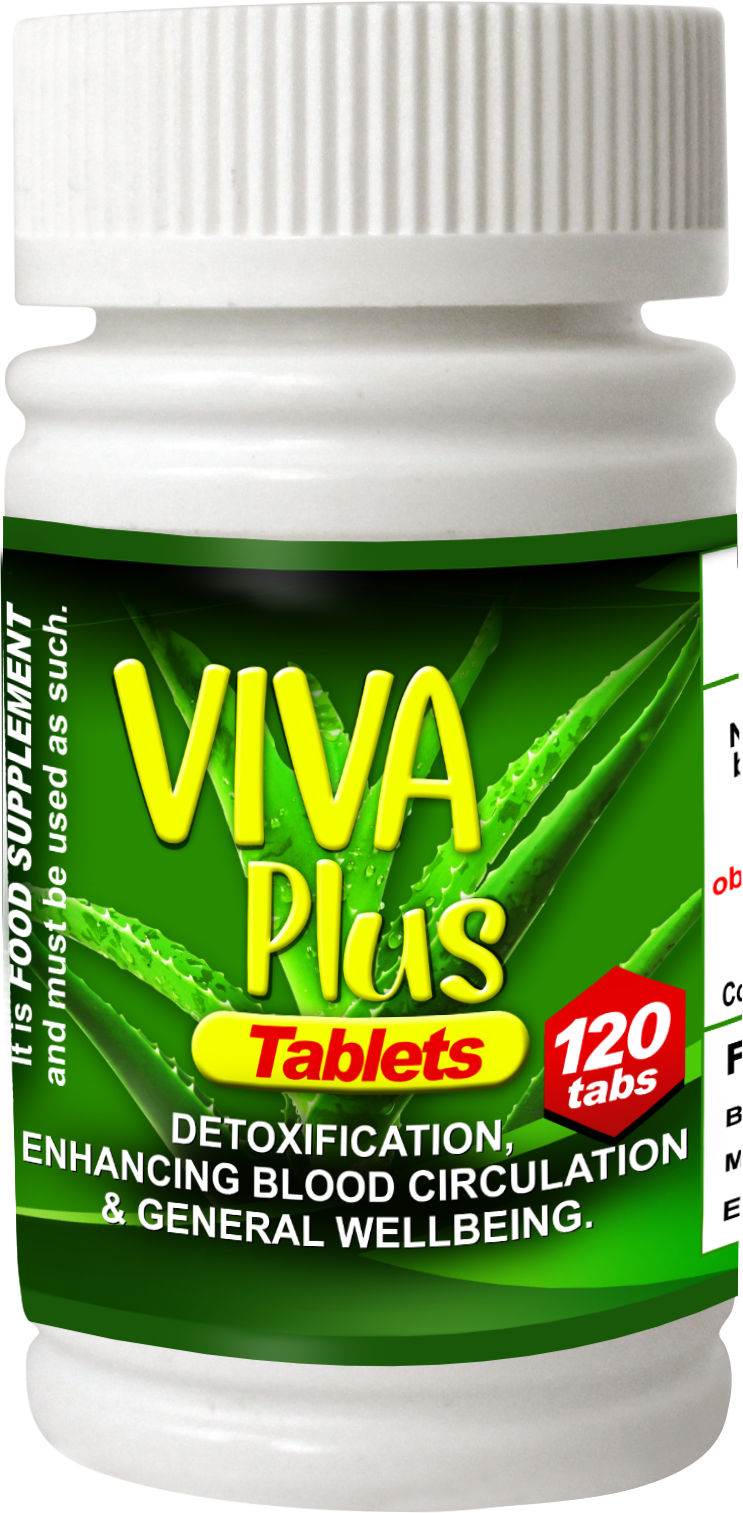 It is FOOD SUPPLEMENT
and must be used as such.
VIVA
Plus
Tablets
120
tabs
DETOXIFICATION,
ENHANCING BLOOD CIRCULATION
& GENERAL WELLBEING.